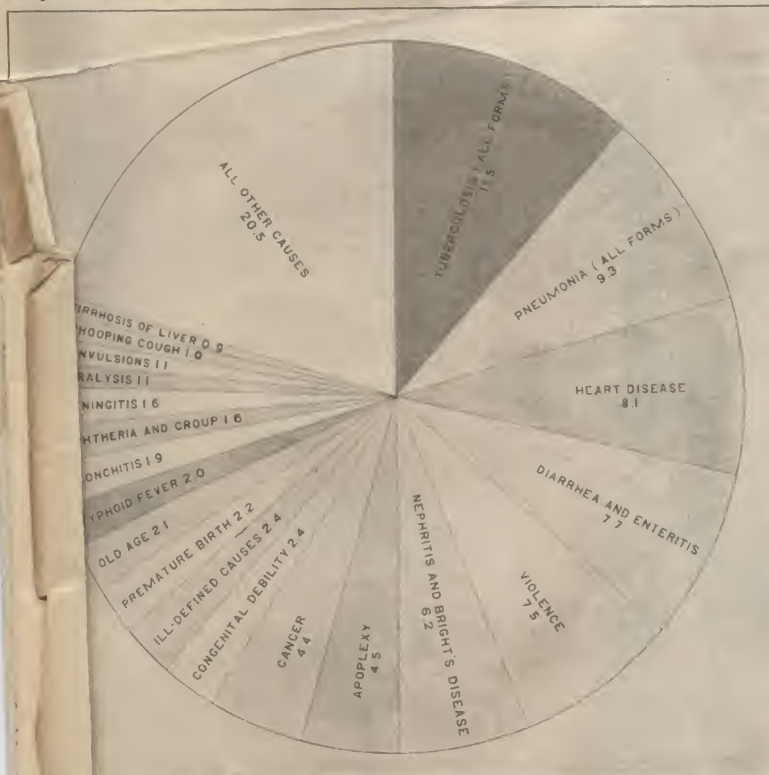 TUBERCULOSIS (ALL FORMS)
11.5
PNEUMONIA (ALL FORMS)
9.3
HEART DISEASE
8.1
DIARRHEA AND ENTERITIS
7.7
VIOLENCE
7.5
NEPHRITIS AND BRIGHT'S DISEASE
6.2
APOPLEXY
4.5
CANCER
4.4
CONGENITAL DEBILITY 2.4
ILL-DEFINED CAUSES 2.4
PREMATURE BIRTH 2.2
OLD AGE 2.1
YPHOID FEVER 2.0
ONCHITIS 1.9
HTHERIA AND CROUP 1.6
NINGITIS 1.6
RALYSIS 1.1
NVULSIONS 1.1
HOOPING COUGH 1.0
IRRHOSIS OF LIVER 0.9
ALL OTHER CAUSES
20.5